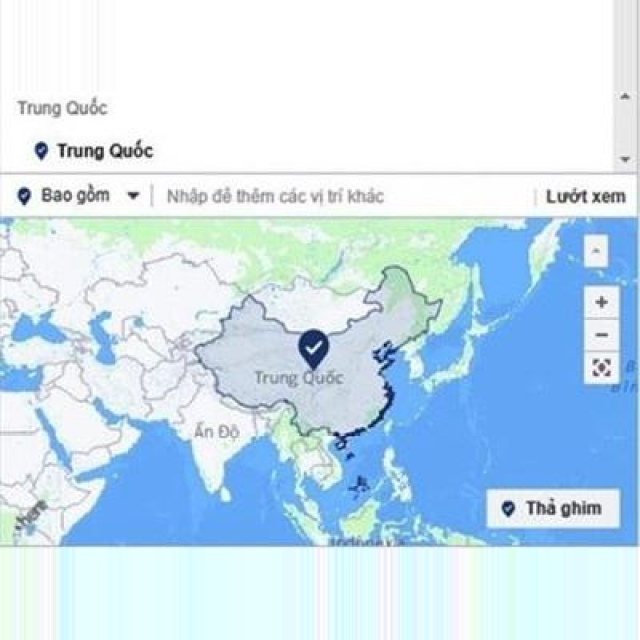 Trung Quốc
Trung Quốc
Bao gồm Nhập để thêm các vị trí khác Lướt xem
Trung Quốc
Ấn Độ
Thả ghim